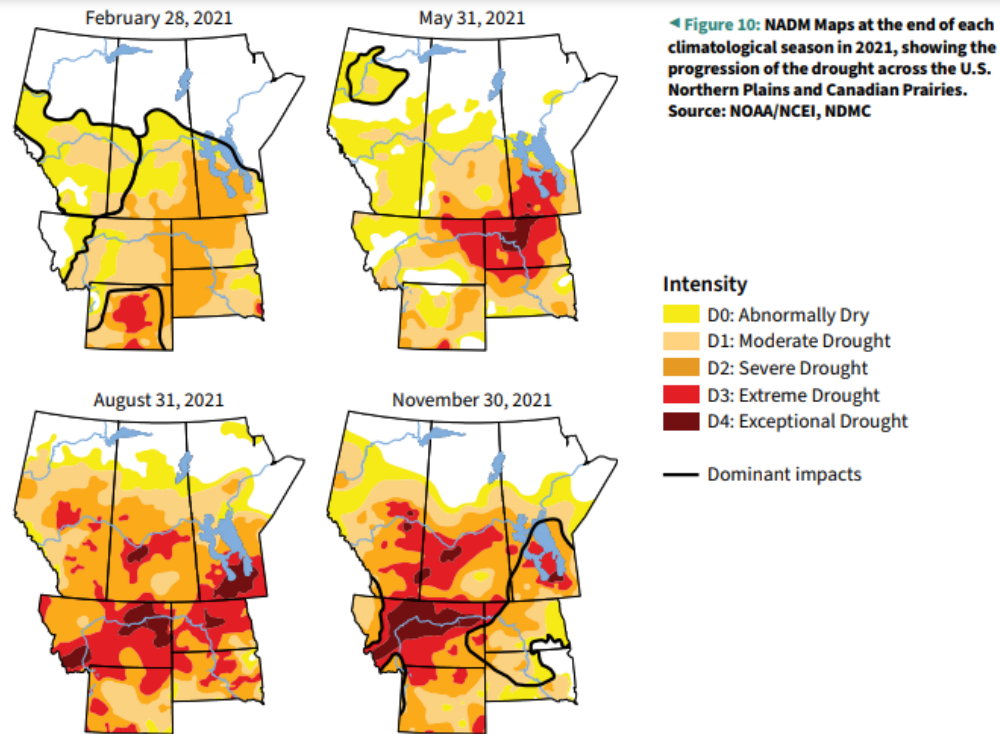 February 28, 2021
May 31, 2021
◄ Figure 10: NADM Maps at the end of each
climatological season in 2021, showing the
progression of the drought across the U.S.
Northern Plains and Canadian Prairies.
Source: NOAA/NCEI, NDMC
Intensity
D0: Abnormally Dry
D1: Moderate Drought
D2: Severe Drought
D3: Extreme Drought
D4: Exceptional Drought
Dominant impacts
August 31, 2021
November 30, 2021